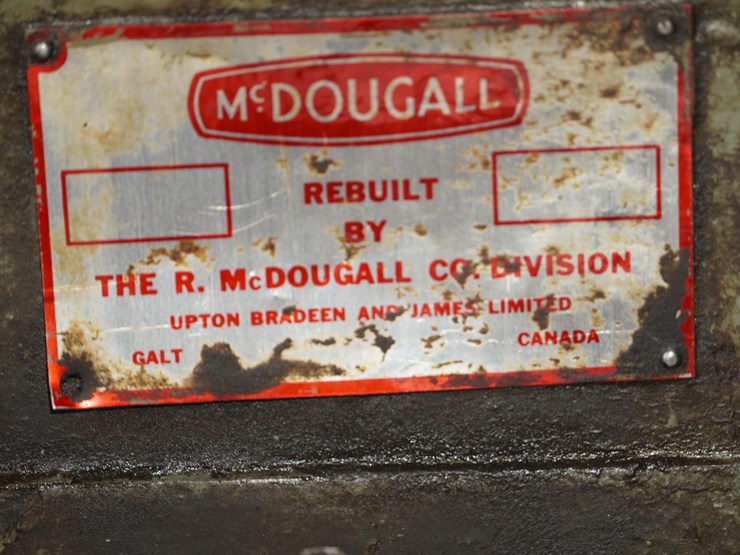 McDOUGALL
REBUILT
BY
THE R. McDOUGALL CO. DIVISION
UPTON BRADEEN AND JAMES LIMITED
GALT CANADA